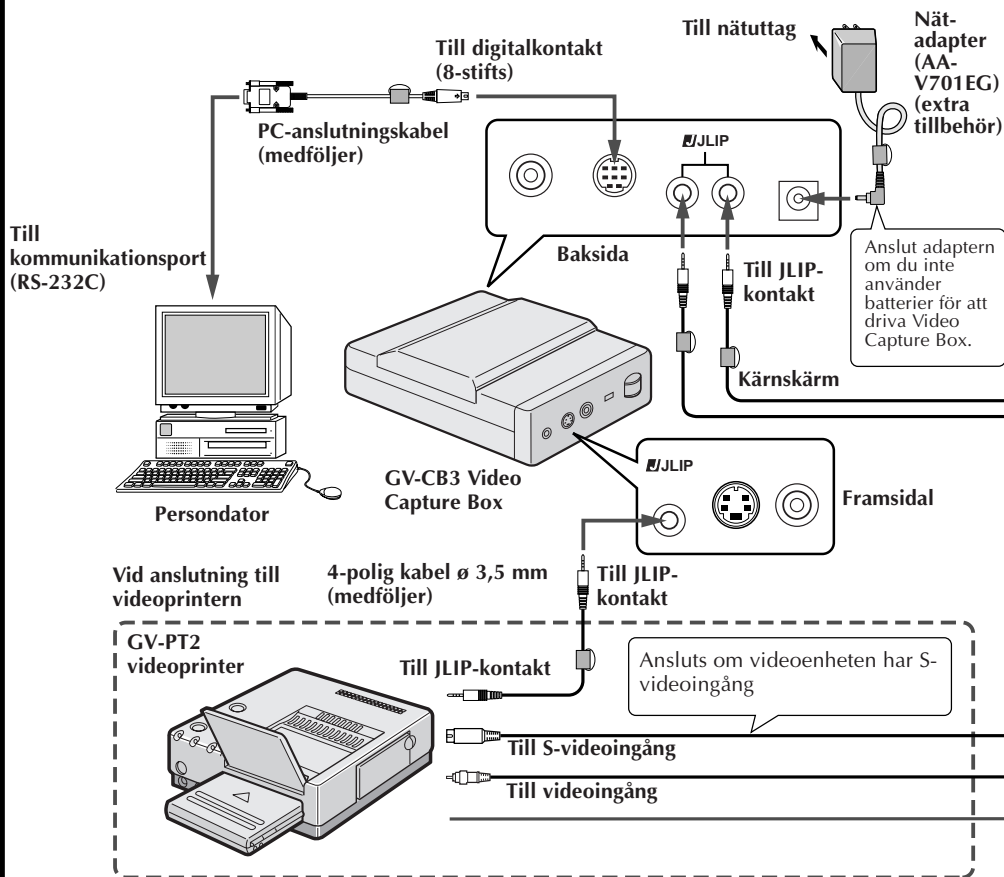 Till digitalkontakt
(8-stifts)
Till nätuttag
Nät-
adapter
(AA-
V701EG)
(extra
tillbehör)
PC-anslutningskabel
(medföljer)
JLIP
Till
kommunikationsport
(RS-232C)
Baksida
Till JLIP-
kontakt
Anslut adaptern
om du inte
använder
batterier för att
driva Video
Capture Box.
Kärnskärm
GV-CB3 Video
Capture Box
Persondator
JLIP
Framsidal
Vid anslutning till
videoprintern
4-polig kabel ø 3,5 mm
(medföljer)
Till JLIP-
kontakt
GV-PT2
videoprinter
Till JLIP-kontakt
Ansluts om videoenheten har S-
videoingång
Till S-videoingång
Till videoingång